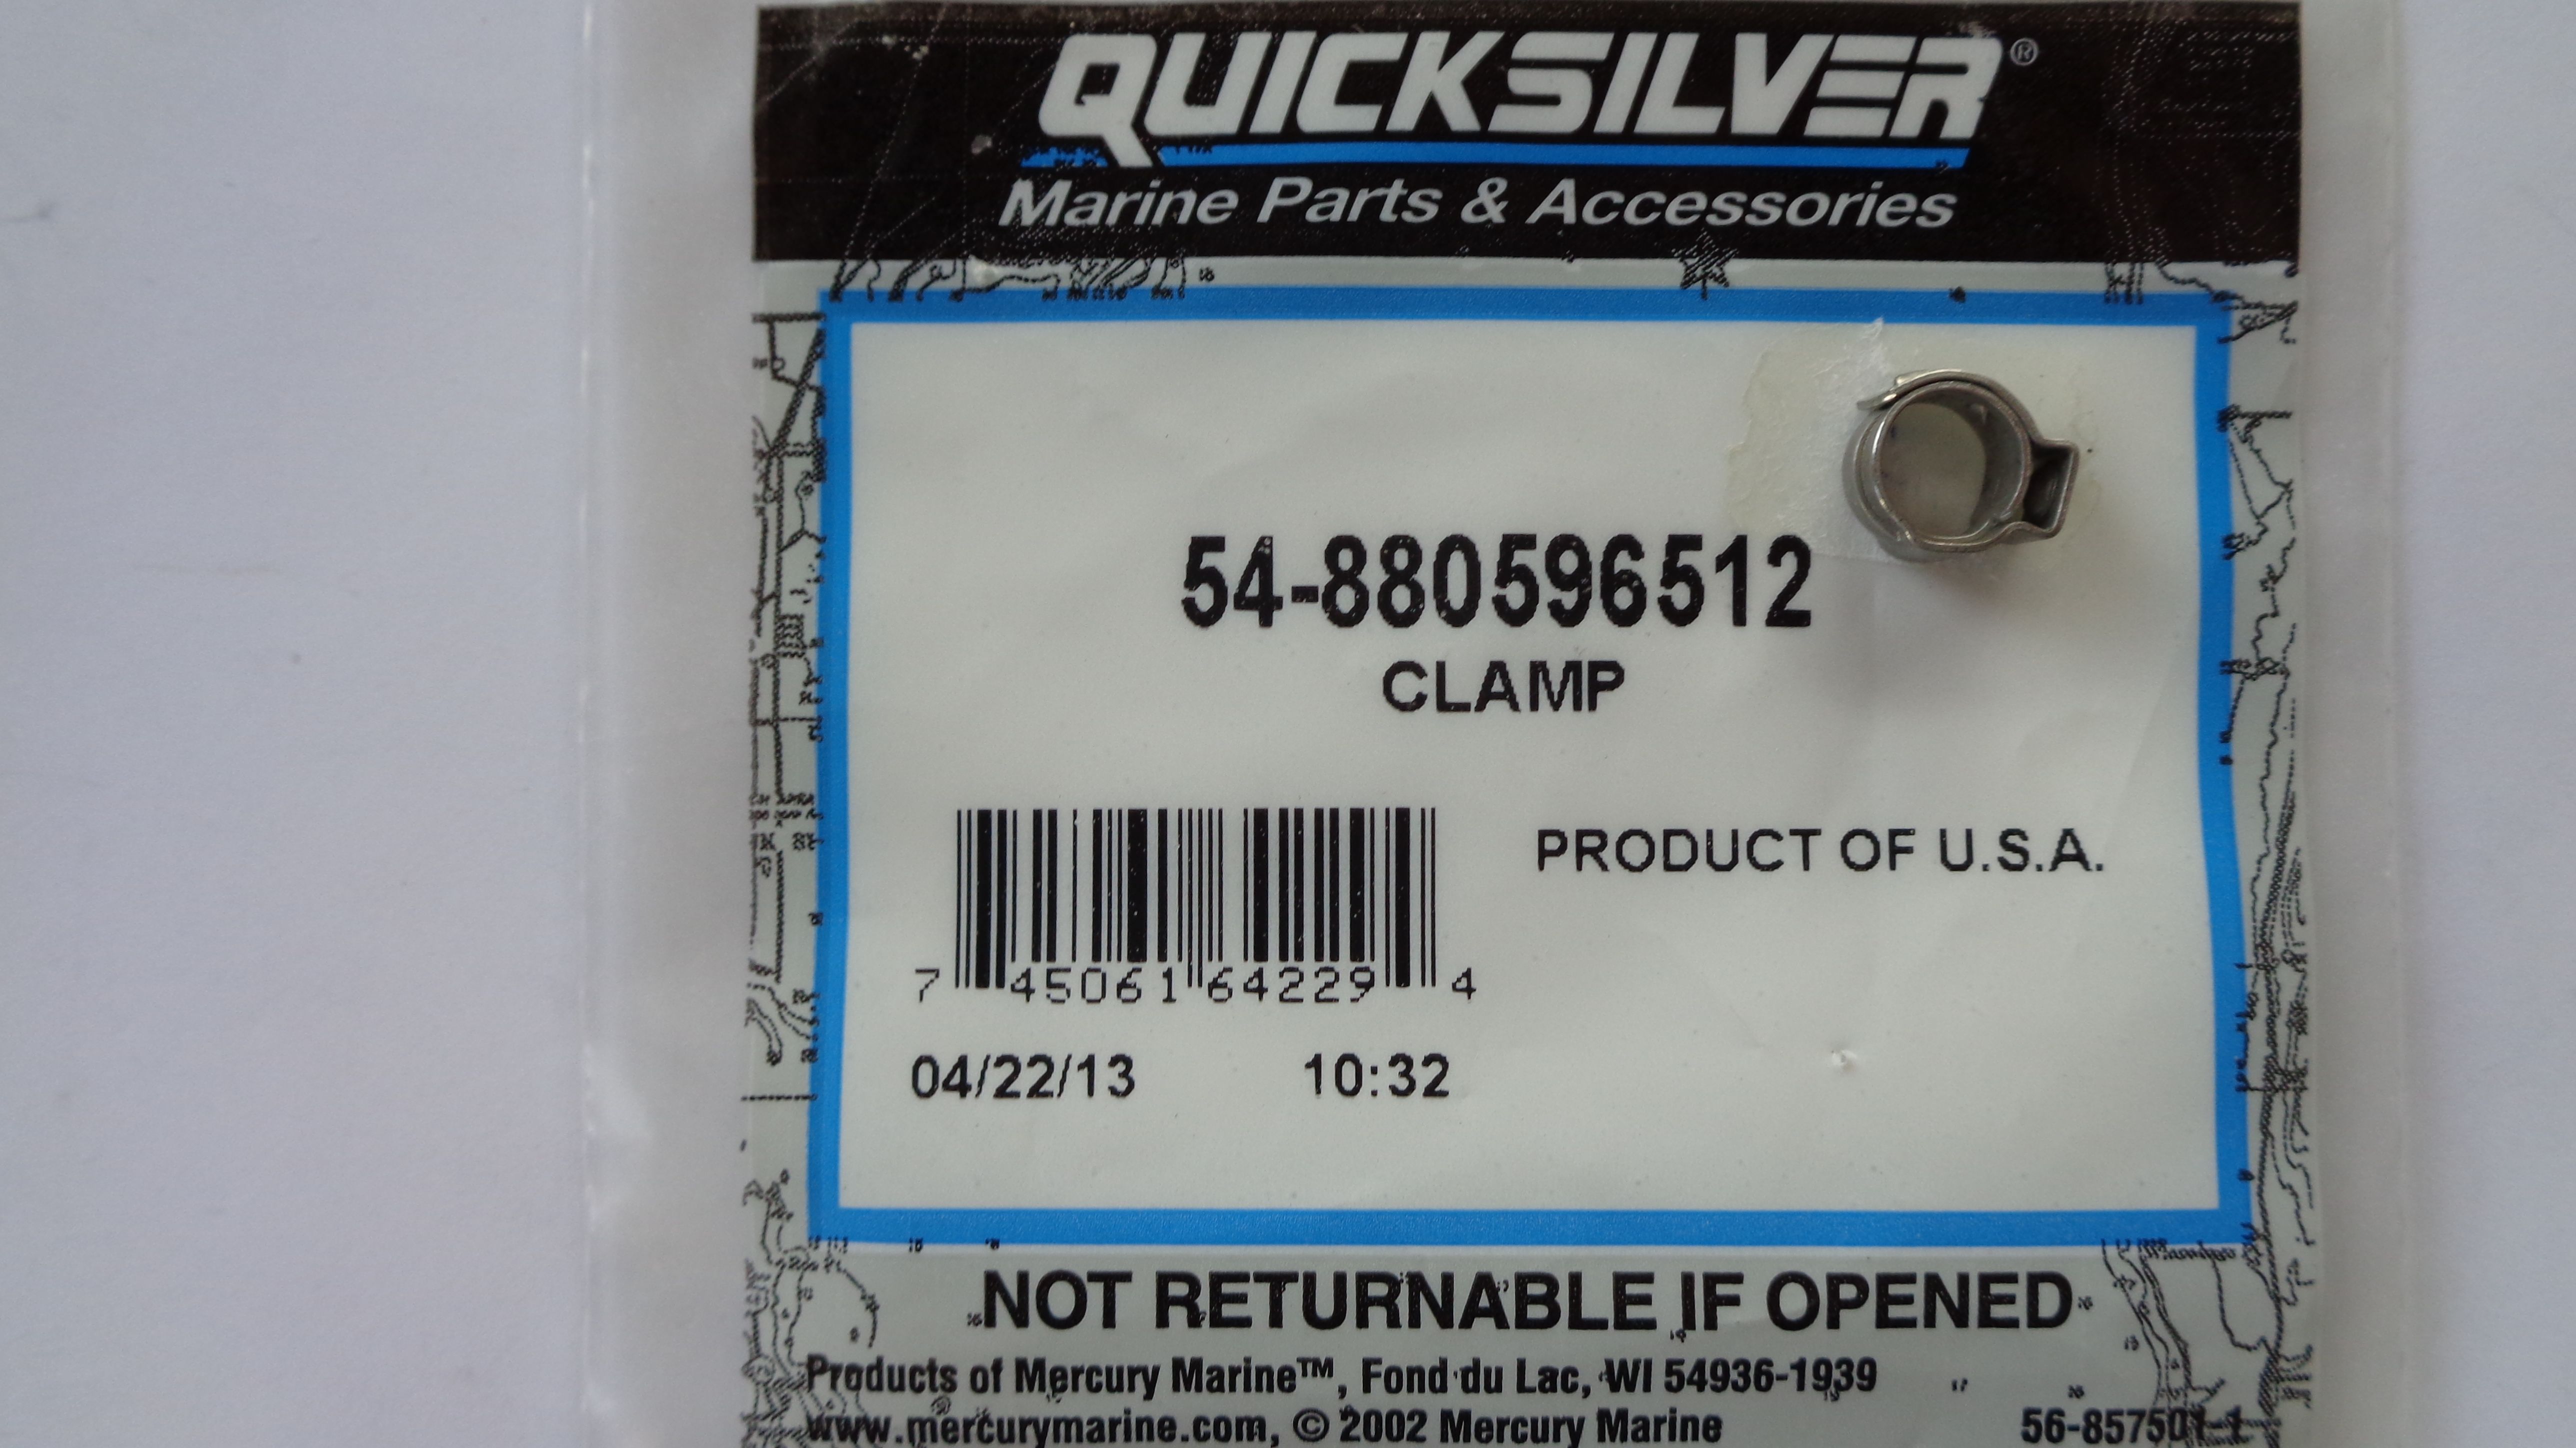 QUICKSILVER®
Marine Parts & Accessories
54-880596512
CLAMP
PRODUCT OF U.S.A.
7 45061 64229 4
04/22/13 10:32
NOT RETURNABLE IF OPENED
Products of Mercury Marine™, Fond du Lac, WI 54936-1939
www.mercurymarine.com, © 2002 Mercury Marine 56-857501-1